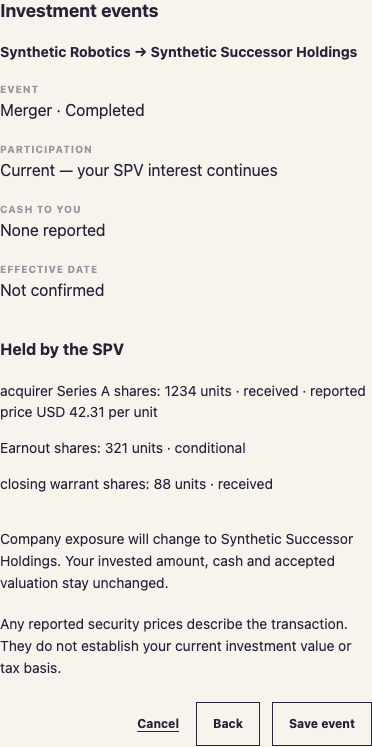 Investment events
Synthetic Robotics → Synthetic Successor Holdings
EVENT
Merger · Completed
PARTICIPATION
Current — your SPV interest continues
CASH TO YOU
None reported
EFFECTIVE DATE
Not confirmed
Held by the SPV
acquirer Series A shares: 1234 units · received · reported
price USD 42.31 per unit
Earnout shares: 321 units · conditional
closing warrant shares: 88 units · received
Company exposure will change to Synthetic Successor
Holdings. Your invested amount, cash and accepted
valuation stay unchanged.
Any reported security prices describe the transaction.
They do not establish your current investment value or
tax basis.
Cancel Back Save event